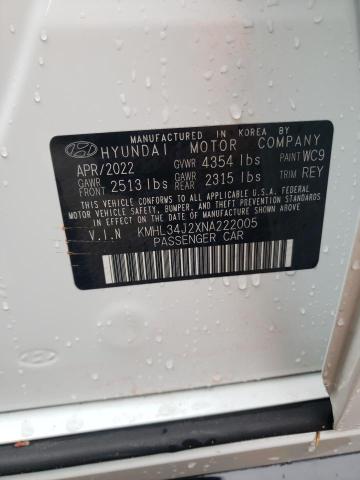 MANUFACTURED IN KOREA BY
HYUNDAI MOTOR COMPANY
APR/2022 GVWR 4354 lbs PAINT WC9
GAWR FRONT 2513 lbs GAWR REAR 2315 lbs TRIM REY
THIS VEHICLE CONFORMS TO ALL APPLICABLE U.S.A. FEDERAL
MOTOR VEHICLE SAFETY, BUMPER, AND THEFT PREVENTION
STANDARDS IN EFFECT ON THE DATE OF MANUFACTURE SHOWN ABOVE.
V.I.N KMHL34J2XNA222005
PASSENGER CAR